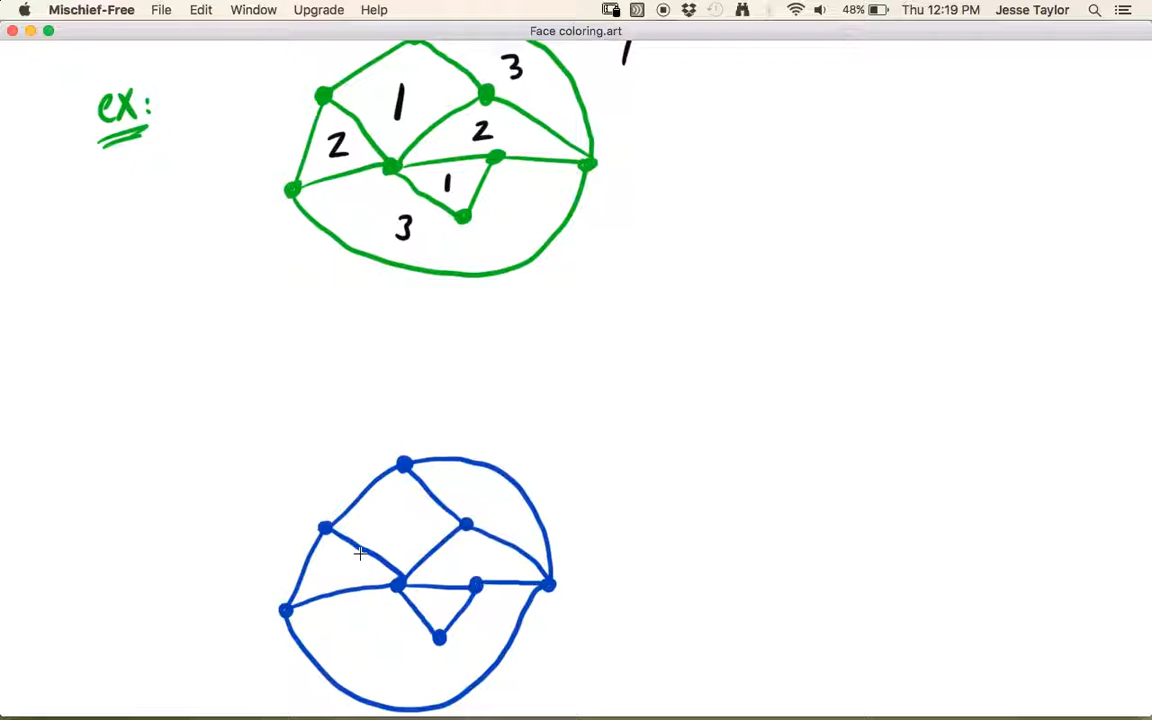 Mischief-Free File Edit Window Upgrade Help 48% Thu 12:19 PM Jesse Taylor
Face coloring.art
3
ex:
1
2
2
1
3